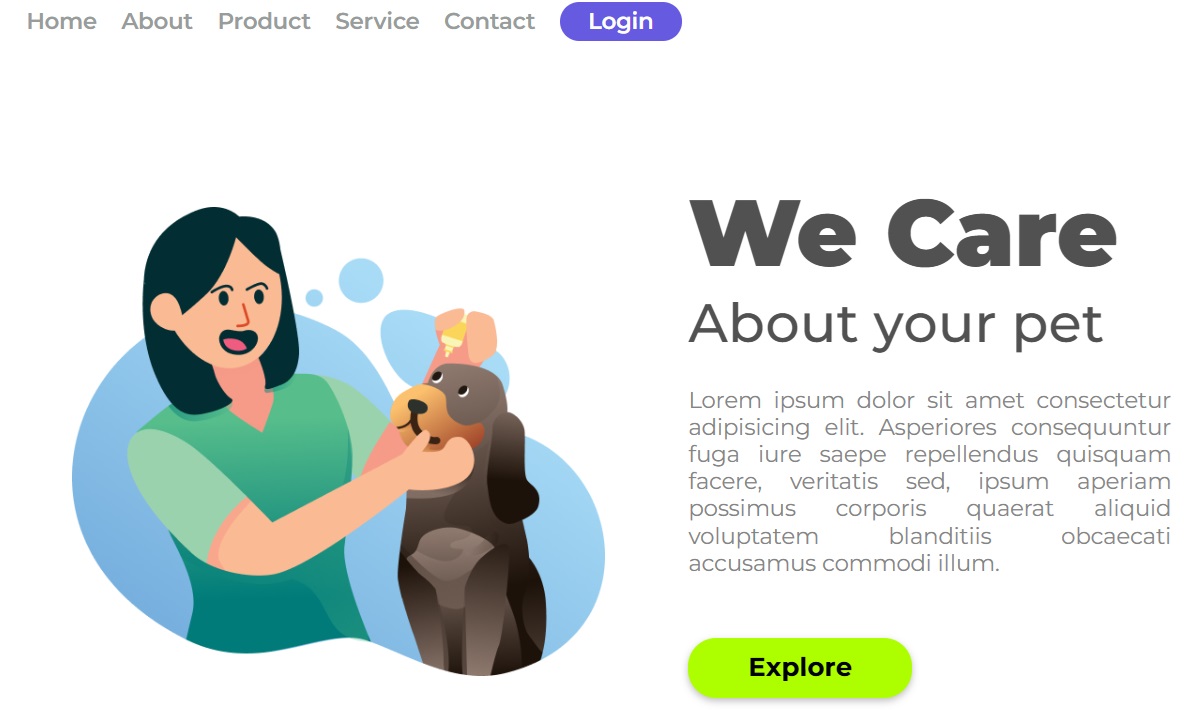 Home About Product Service Contact Login
We Care
About your pet
Lorem ipsum dolor sit amet consectetur
adipisicing elit. Asperiores consequuntur
fuga iure saepe repellendus quisquam
facere, veritatis sed, ipsum aperiam
possimus corporis quaerat aliquid
voluptatem blanditiis obcaecati
accusamus commodi illum.
Explore